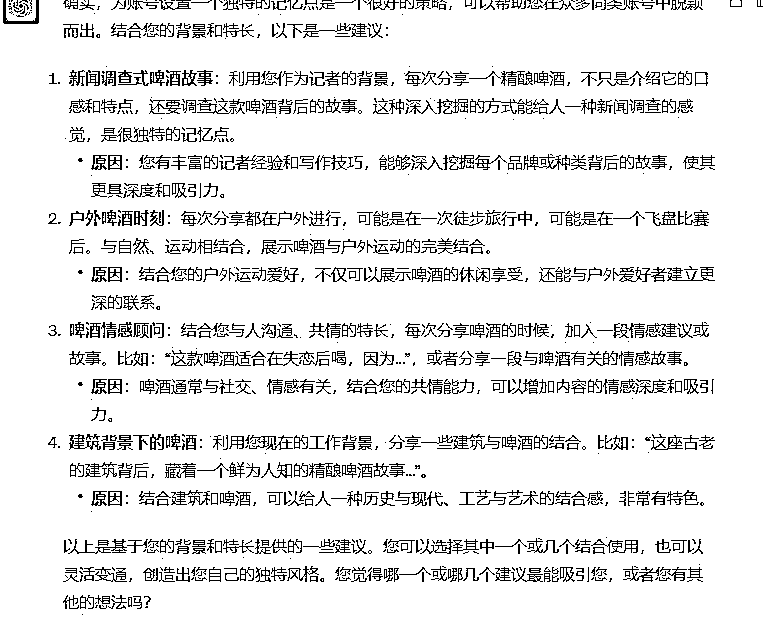 确实，为账号设置一个独特的记忆点是一个很好的策略，可以帮助您在众多同类账号中脱颖
而出。结合您的背景和特长，以下是一些建议：
1. 新闻调查式啤酒故事：利用您作为记者的背景，每次分享一个精酿啤酒，不只是介绍它的口
感和特点，还要调查这款啤酒背后的故事。这种深入挖掘的方式能给人一种新闻调查的感
觉，是很独特的记忆点。
• 原因：您有丰富的记者经验和写作技巧，能够深入挖掘每个品牌或种类背后的故事，使其
更具深度和吸引力。
2. 户外啤酒时刻：每次分享都在户外进行，可能是在一次徒步旅行中，可能是在一个飞盘比赛
后。与自然、运动相结合，展示啤酒与户外运动的完美结合。
• 原因：结合您的户外运动爱好，不仅可以展示啤酒的休闲享受，还能与户外爱好者建立更
深的联系。
3. 啤酒情感顾问：结合您与人沟通、共情的特长，每次分享啤酒的时候，加入一段情感建议或
故事。比如：“这款啤酒适合在失恋后喝，因为...”，或者分享一段与啤酒有关的情感故事。
• 原因：啤酒通常与社交、情感有关，结合您的共情能力，可以增加内容的情感深度和吸引
力。
4. 建筑背景下的啤酒：利用您现在的工作背景，分享一些建筑与啤酒的结合。比如：“这座古老
的建筑背后，藏着一个鲜为人知的精酿啤酒故事...”。
• 原因：结合建筑和啤酒，可以给人一种历史与现代、工艺与艺术的结合感，非常有特色。
以上是基于您的背景和特长提供的一些建议。您可以选择其中一个或几个结合使用，也可以
灵活变通，创造出您自己的独特风格。您觉得哪一个或哪几个建议最能吸引您，或者您有其
他的想法吗？